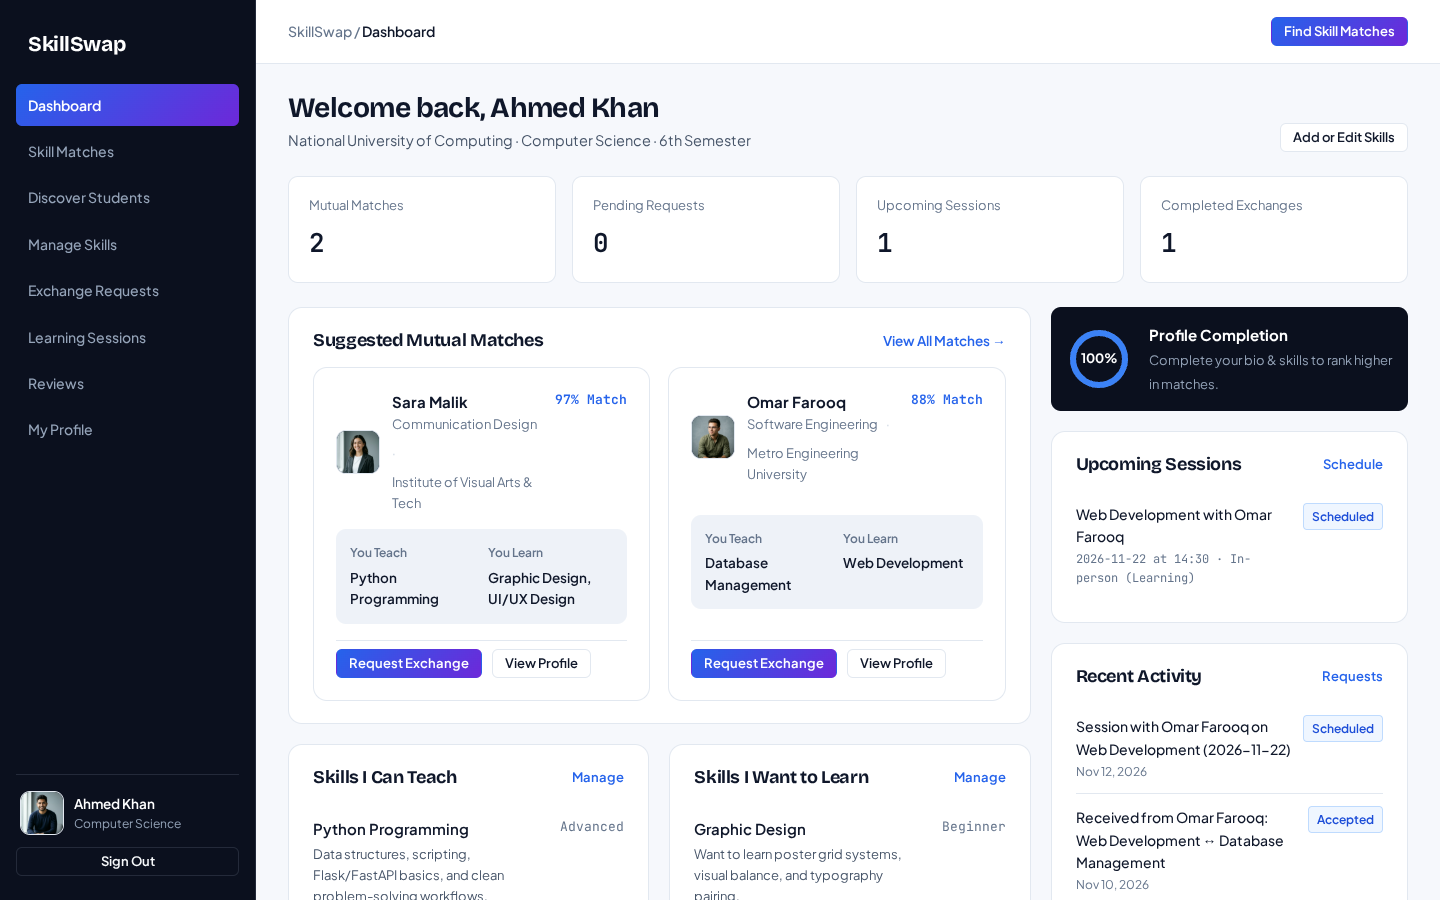 SkillSwap
Dashboard
Skill Matches
Discover Students
Manage Skills
Exchange Requests
Learning Sessions
Reviews
My Profile
Ahmed Khan
Computer Science
Sign Out
SkillSwap / Dashboard
Find Skill Matches
Welcome back, Ahmed Khan
National University of Computing · Computer Science · 6th Semester
Add or Edit Skills
Mutual Matches
2
Pending Requests
0
Upcoming Sessions
1
Completed Exchanges
1
Suggested Mutual Matches
View All Matches →
Sara Malik
97% Match
Communication Design
·
Institute of Visual Arts &
Tech
You Teach
Python
Programming
You Learn
Graphic Design,
UI/UX Design
Request Exchange
View Profile
Omar Farooq
88% Match
Software Engineering ·
Metro Engineering
University
You Teach
Database
Management
You Learn
Web Development
Request Exchange
View Profile
Skills I Can Teach
Manage
Python Programming
Advanced
Data structures, scripting,
Flask/FastAPI basics, and clean
problem-solving workflows.
Skills I Want to Learn
Manage
Graphic Design
Beginner
Want to learn poster grid systems,
visual balance, and typography
pairing.
100%
Profile Completion
Complete your bio & skills to rank higher
in matches.
Upcoming Sessions
Schedule
Web Development with Omar
Farooq
Scheduled
2026-11-22 at 14:30 · In-
person (Learning)
Recent Activity
Requests
Session with Omar Farooq on
Web Development (2026-11-22)
Scheduled
Nov 12, 2026
Received from Omar Farooq:
Web Development ↔ Database
Management
Accepted
Nov 10, 2026